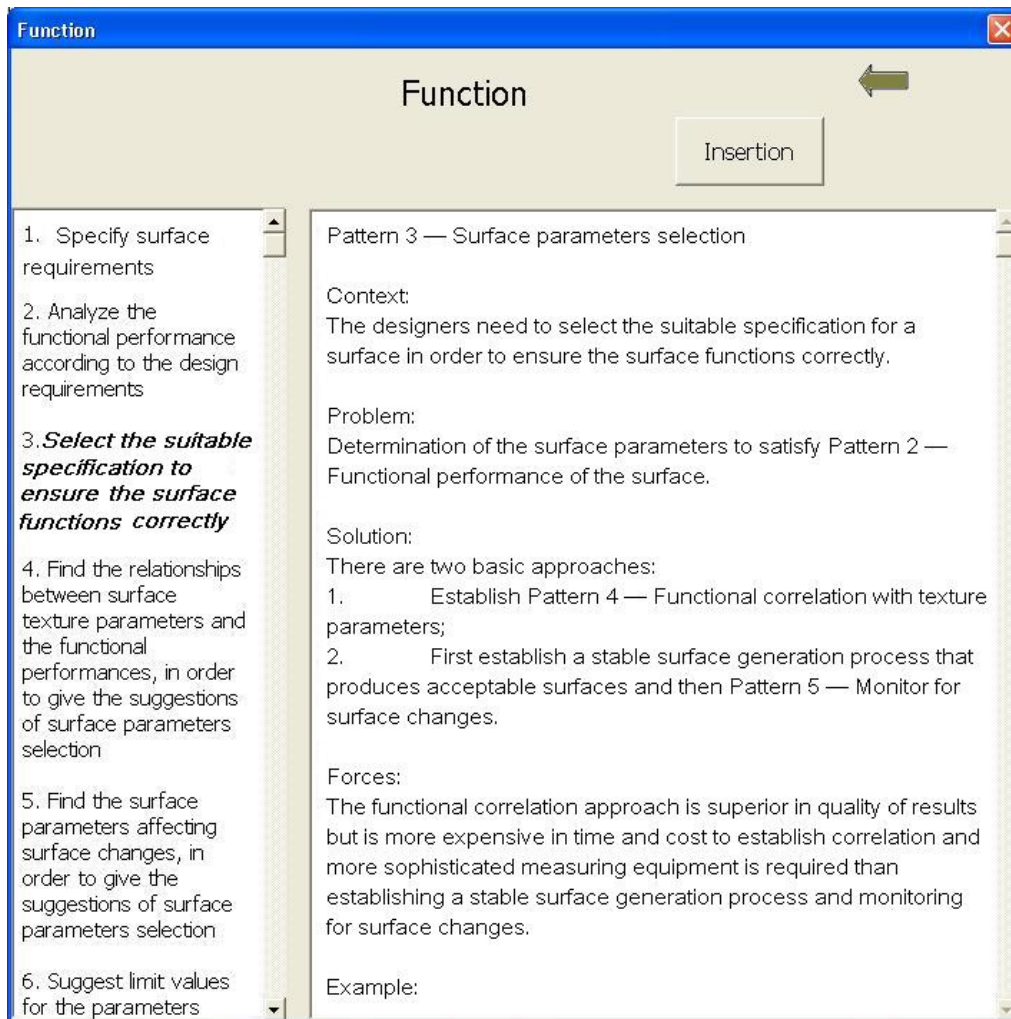 Function
Function
Insertion
1. Specify surface
requirements
2. Analyze the
functional performance
according to the design
requirements
3.Select the suitable
specification to
ensure the surface
functions correctly
4. Find the relationships
between surface
texture parameters and
the functional
performances, in order
to give the suggestions
of surface parameters
selection
5. Find the surface
parameters affecting
surface changes, in
order to give the
suggestions of surface
parameters selection
6. Suggest limit values
for the parameters
Pattern 3 — Surface parameters selection
Context:
The designers need to select the suitable specification for a
surface in order to ensure the surface functions correctly.
Problem:
Determination of the surface parameters to satisfy Pattern 2 —
Functional performance of the surface.
Solution:
There are two basic approaches:
1. Establish Pattern 4 — Functional correlation with texture
parameters;
2. First establish a stable surface generation process that
produces acceptable surfaces and then Pattern 5 — Monitor for
surface changes.
Forces:
The functional correlation approach is superior in quality of results
but is more expensive in time and cost to establish correlation and
more sophisticated measuring equipment is required than
establishing a stable surface generation process and monitoring
for surface changes.
Example: